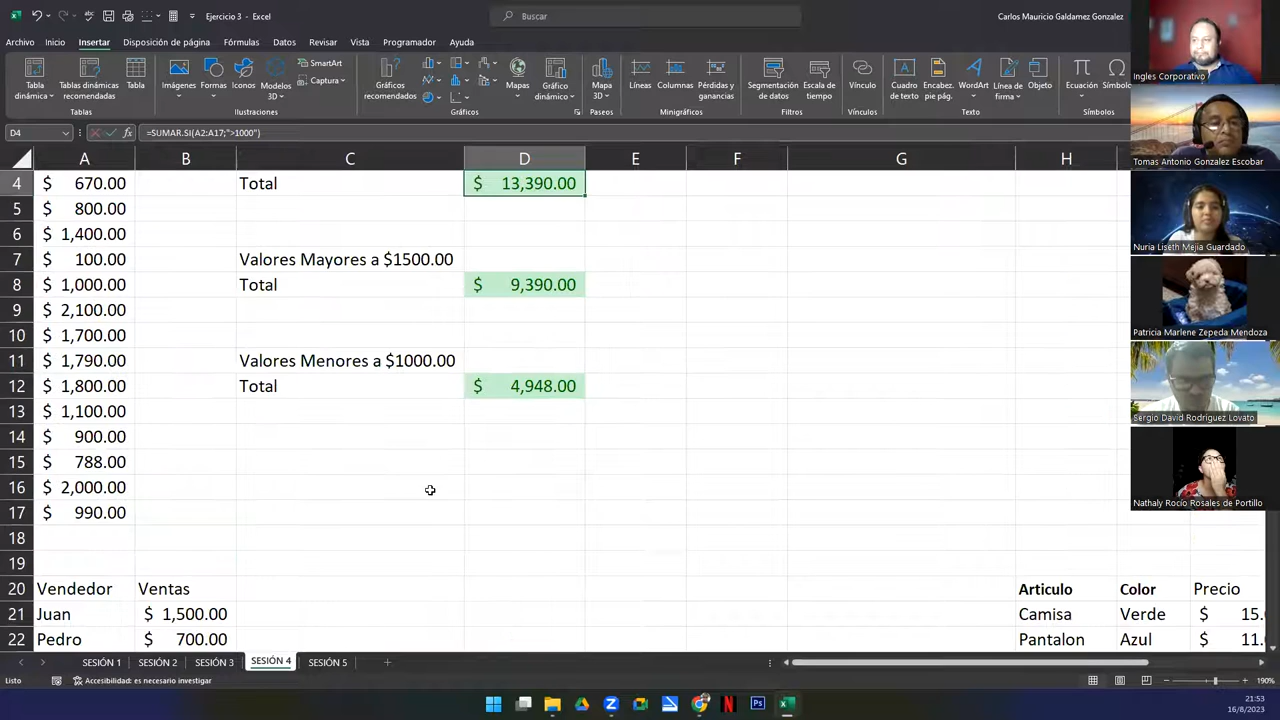 Ejercicio 3 - Excel
Buscar
Carlos Mauricio Galdamez Gonzalez
Archivo Inicio Insertar Disposición de página Fórmulas Datos Revisar Vista Programador Ayuda
Tabla dinámica
Tablas dinámicas recomendadas
Tabla
Imágenes
Formas
Iconos
Modelos 3D
SmartArt
Captura
Gráficos recomendados
Mapas
Gráfico dinámico
Mapa 3D
Líneas
Columnas
Pérdidas y ganancias
Segmentación de datos
Escala de tiempo
Vínculo
Cuadro de texto
Encabez. pie pág.
WordArt
Línea de firma
Objeto
Ecuación
Símbolo
Tablas
Ilustraciones
Gráficos
Paseos
Minigráficos
Filtros
Vínculos
Texto
Símbolos
D4
=SUMAR.SI(A2:A17;">1000")
A B C D E F G H
4 $ 670.00 Total $ 13,390.00
5 $ 800.00
6 $ 1,400.00
7 $ 100.00 Valores Mayores a $1500.00
8 $ 1,000.00 Total $ 9,390.00
9 $ 2,100.00
10 $ 1,700.00
11 $ 1,790.00 Valores Menores a $1000.00
12 $ 1,800.00 Total $ 4,948.00
13 $ 1,100.00
14 $ 900.00
15 $ 788.00
16 $ 2,000.00
17 $ 990.00
18
19
20 Vendedor Ventas Articulo Color Precio
21 Juan $ 1,500.00 Camisa Verde $ 15.
22 Pedro $ 700.00 Pantalon Azul $ 11.
SESIÓN 1 SESIÓN 2 SESIÓN 3 SESIÓN 4 SESIÓN 5
Listo
Accesibilidad: es necesario investigar
190%
21:53
16/8/2023
Ingles Corporativo
Tomas Antonio Gonzalez Escobar
Nuria Liseth Mejia Guardado
Patricia Marlene Zepeda Mendoza
Sergio David Rodriguez Lovato
Nathaly Rocío Rosales de Portillo